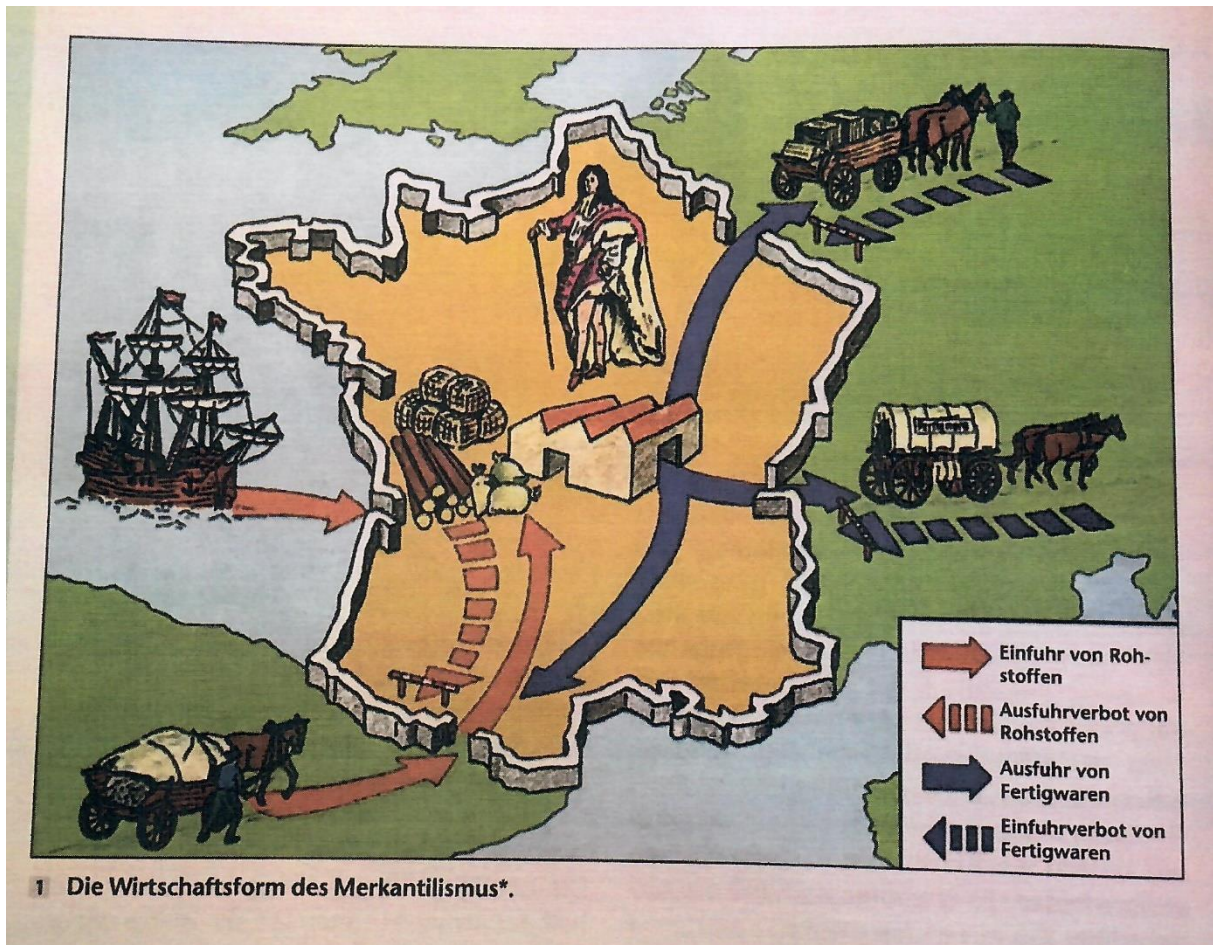 Einfuhr von Roh-
stoffen
Ausfuhrverbot von
Rohstoffen
Ausfuhr von
Fertigwaren
Einfuhrverbot von
Fertigwaren
1 Die Wirtschaftsform des Merkantilismus*.